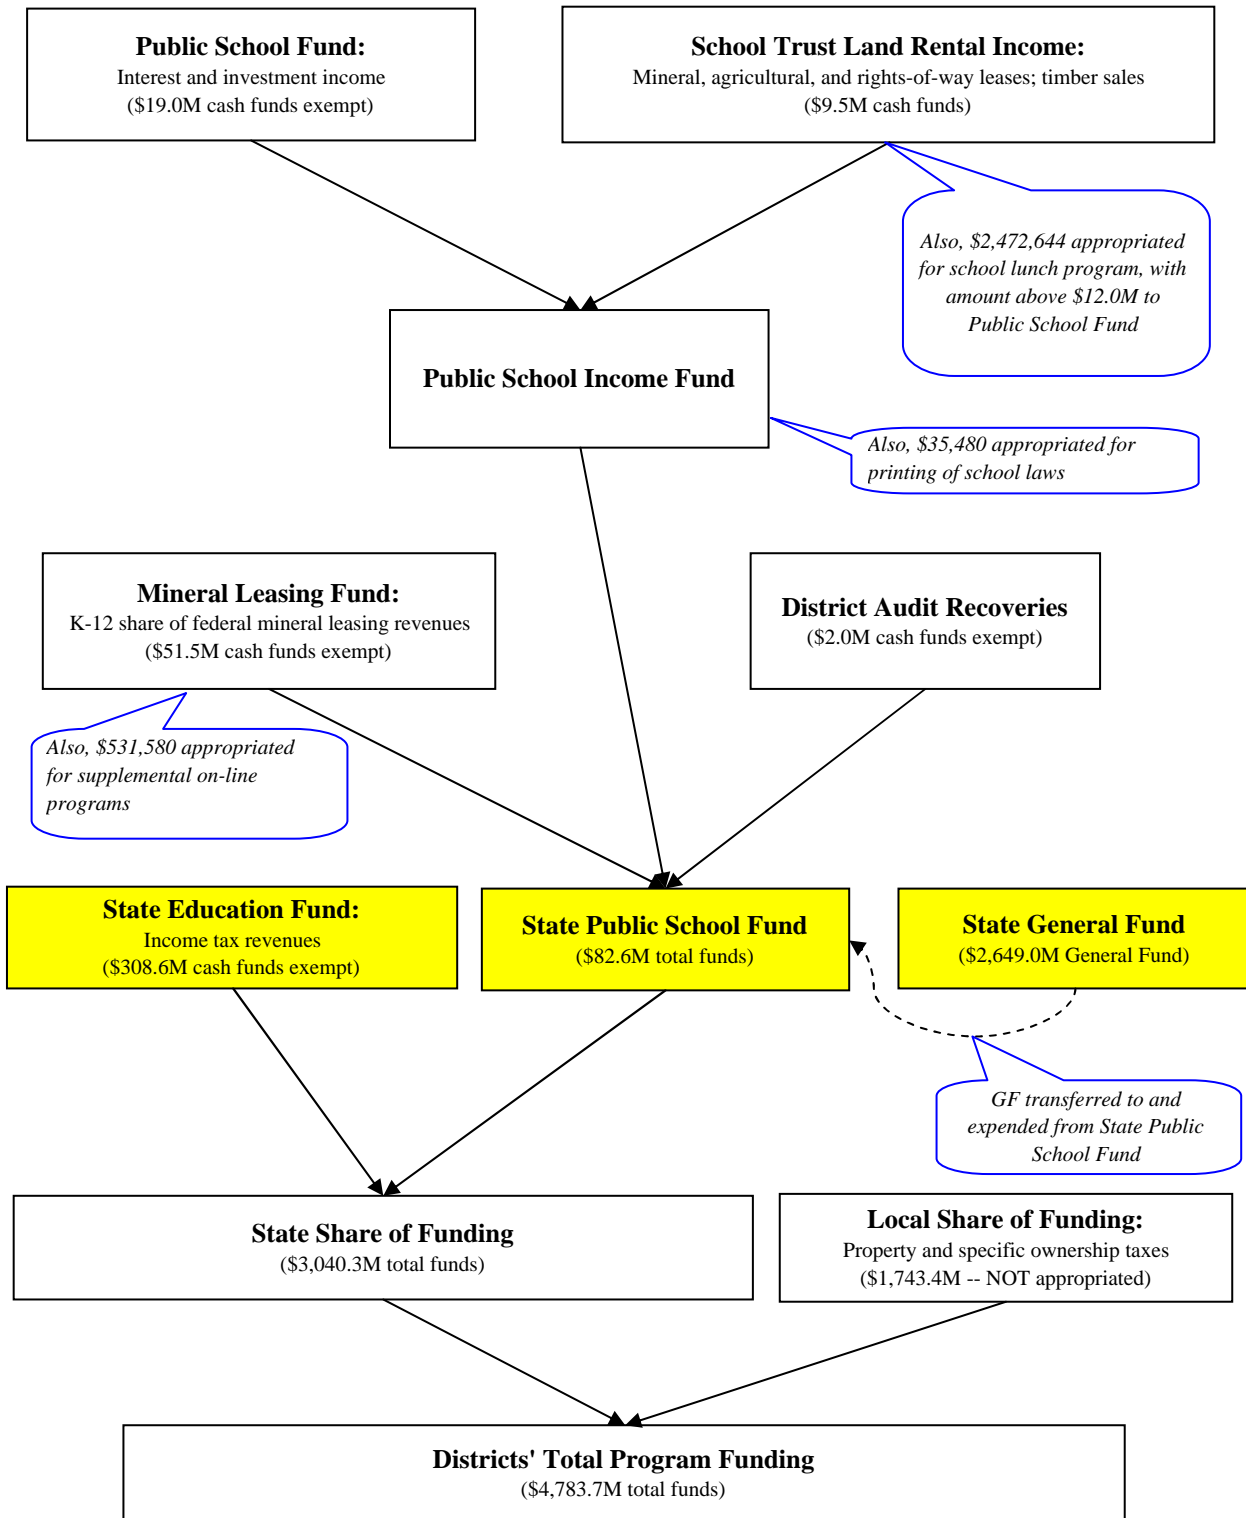 Public School Fund:
Interest and investment income
($19.0M cash funds exempt)
School Trust Land Rental Income:
Mineral, agricultural, and rights-of-way leases; timber sales
($9.5M cash funds)
Also, $2,472,644 appropriated
for school lunch program, with
amount above $12.0M to
Public School Fund
Public School Income Fund
Also, $35,480 appropriated for
printing of school laws
Mineral Leasing Fund:
K-12 share of federal mineral leasing revenues
($51.5M cash funds exempt)
District Audit Recoveries
($2.0M cash funds exempt)
Also, $531,580 appropriated
for supplemental on-line
programs
State Education Fund:
Income tax revenues
($308.6M cash funds exempt)
State Public School Fund
($82.6M total funds)
State General Fund
($2,649.0M General Fund)
GF transferred to and
expended from State Public
School Fund
State Share of Funding
($3,040.3M total funds)
Local Share of Funding:
Property and specific ownership taxes
($1,743.4M -- NOT appropriated)
Districts' Total Program Funding
($4,783.7M total funds)